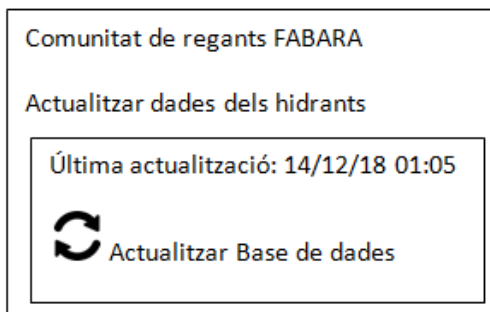 Comunitat de regants FABARA
Actualitzar dades dels hidrants
Última actualització: 14/12/18 01:05
Actualitzar Base de dades